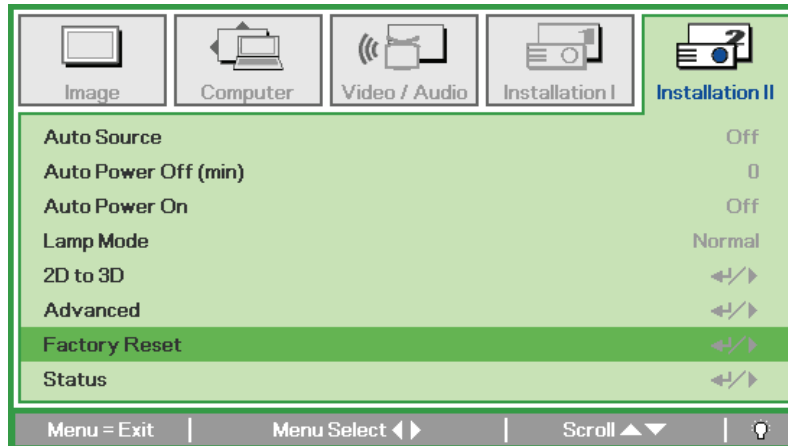 Image Computer Video / Audio Installation I Installation II
Auto Source Off
Auto Power Off (min) 0
Auto Power On Off
Lamp Mode Normal
2D to 3D
Advanced
Factory Reset
Status
Menu = Exit Menu Select Scroll